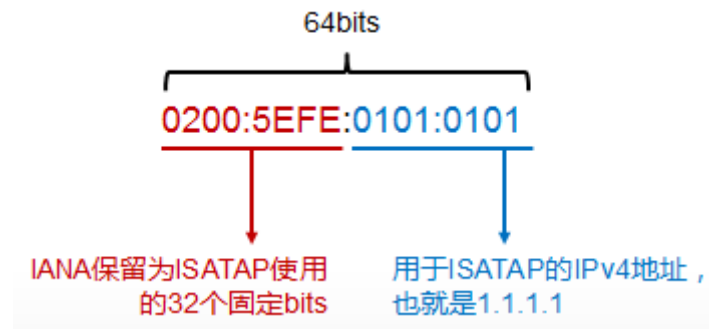 64bits
0200:5EFE:0101:0101
IANA保留为ISATAP使用
的32个固定bits
用于ISATAP的IPv4地址，
也就是1.1.1.1